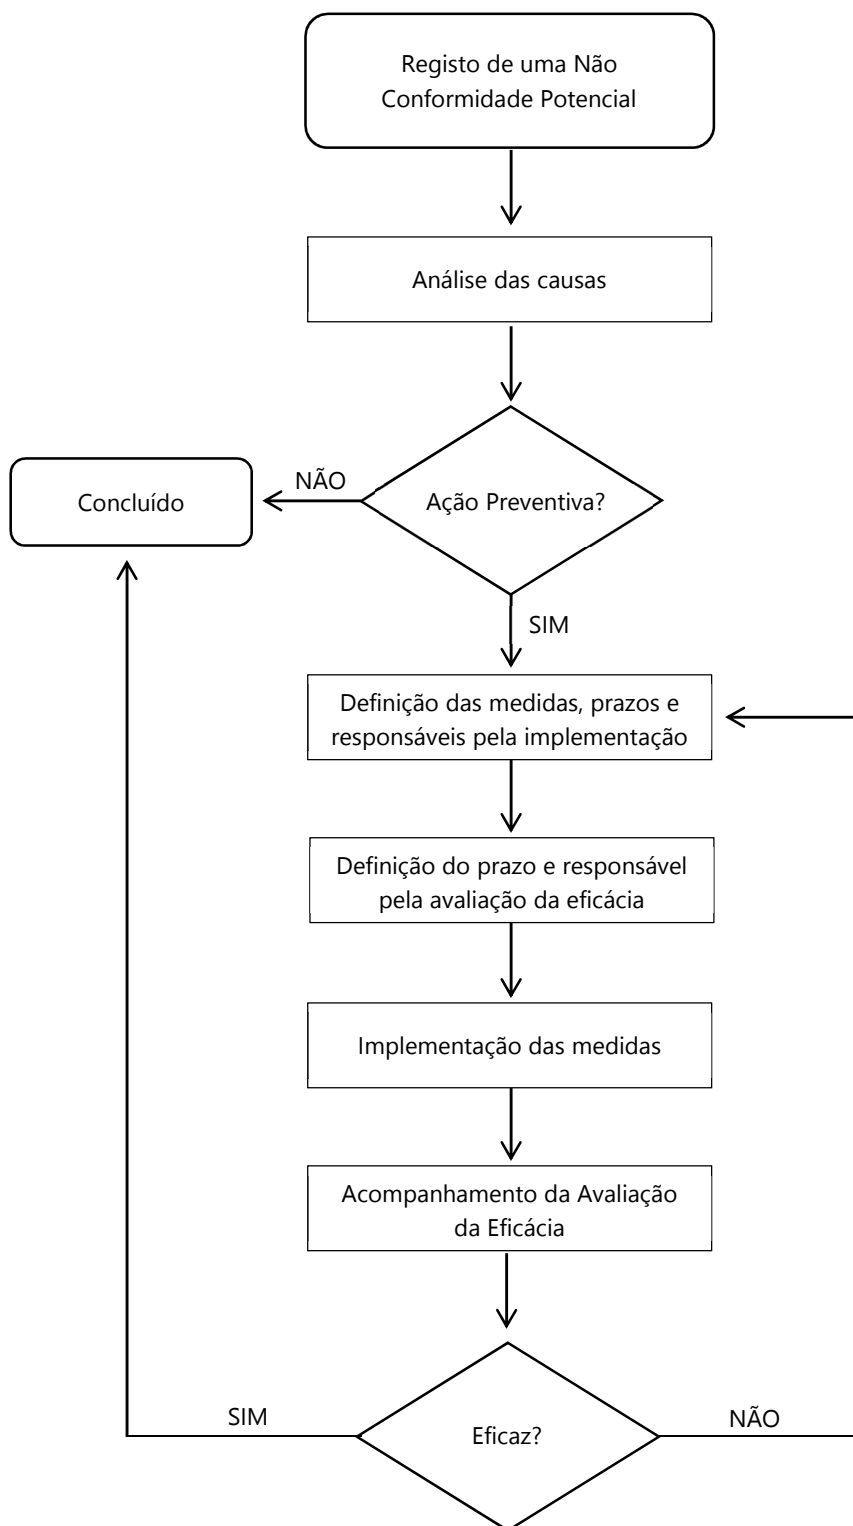 Registo de uma Não
Conformidade Potencial
Análise das causas
NÃO
Concluído
Ação Preventiva?
SIM
Definição das medidas, prazos e
responsáveis pela implementação
Definição do prazo e responsável
pela avaliação da eficácia
Implementação das medidas
Acompanhamento da Avaliação
da Eficácia
SIM
NÃO
Eficaz?